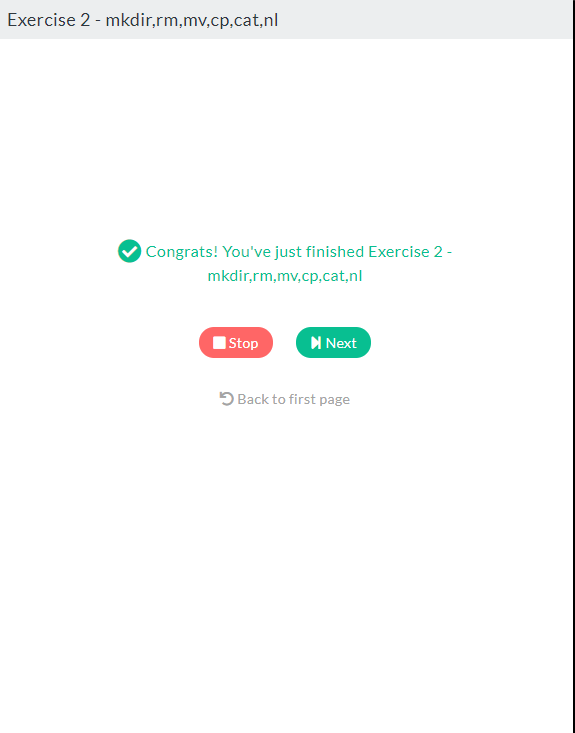 Exercise 2 - mkdir,rm,mv,cp,cat,nl
Congrats! You've just finished Exercise 2 -
mkdir,rm,mv,cp,cat,nl
Stop Next
Back to first page